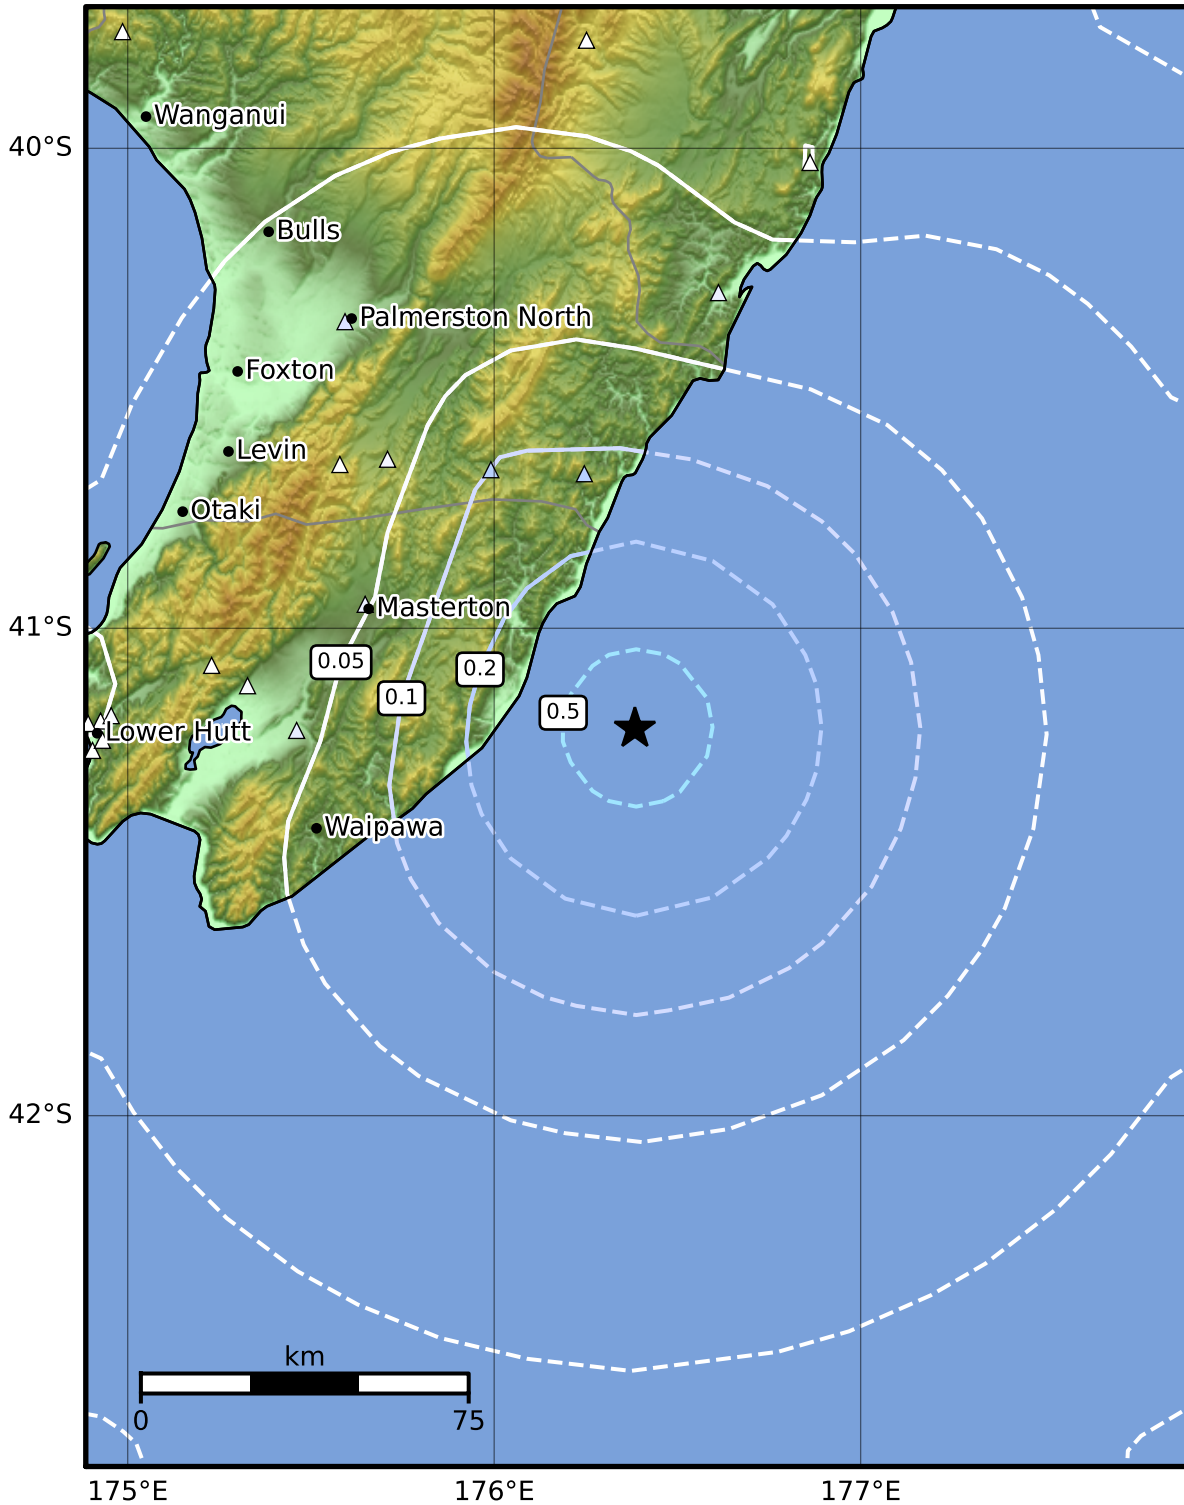 Wanganui
40°S
Bulls
Palmerston North
Foxton
Levin
Otaki
Masterton
41°S
0.05
0.2
0.1
0.5
Lower Hutt
Waipawa
42°S
km
0 75
175°E 176°E 177°E